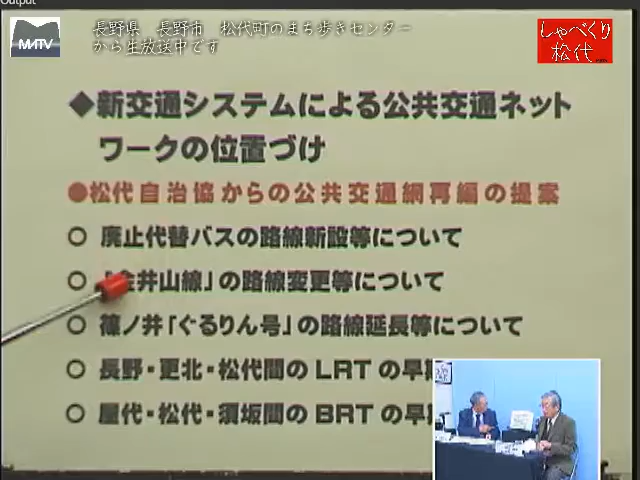 Output
MATV
長野県　長野市　松代町のまち歩きセンター
から生放送中です
しゃべくり
松代
◆新交通システムによる公共交通ネット
ワークの位置づけ
●松代自治協からの公共交通網再編の提案
○ 廃止代替バスの路線新設等について
○ 「金井山線」の路線変更等について
○ 篠ノ井「ぐるりん号」の路線延長等について
○ 長野・更北・松代間のLRTの早
○ 屋代・松代・須坂間のBRTの早